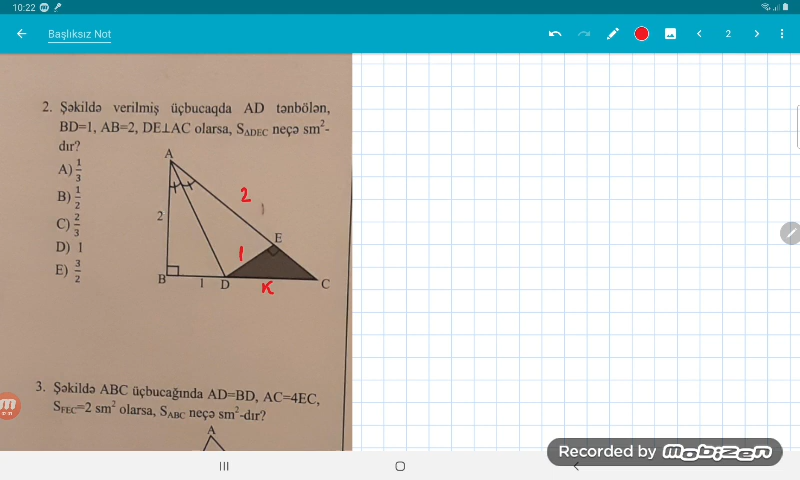 10:22
Başlıksız Not
2
2. Şəkildə verilmiş üçbucaqda AD tənbölən,
BD=1, AB=2, DE⊥AC olarsa, S∆DEC neçə sm²-
dır?
A) 1/3
B) 1/2
C) 2/3
D) 1
E) 3/2
A
2
2
E
1
B
1
D
K
C
3. Şəkildə ABC üçbucağında AD=BD, AC=4EC,
SFEC=2 sm² olarsa, SABC neçə sm²-dır?
A
Recorded by mobizen